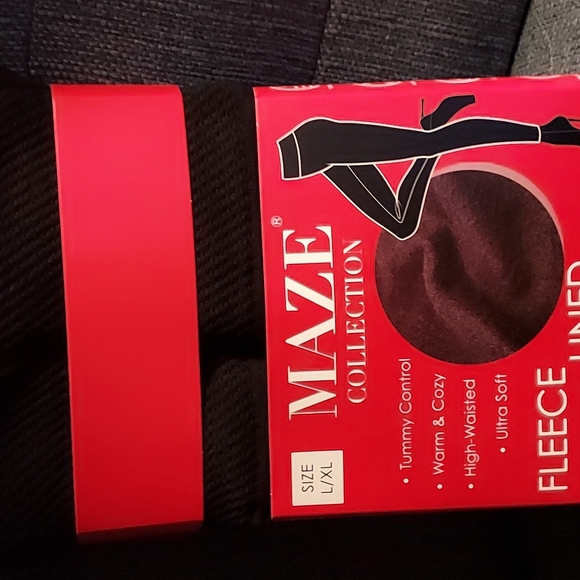 MAZE®
COLLECTION
SIZE
L/XL
• Tummy Control
• Warm & Cozy
• High-Waisted
• Ultra Soft
FLEECE
LINED